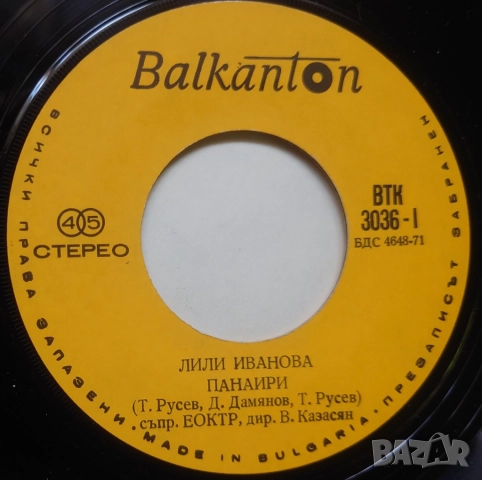 Balkanton
45
СТЕРЕО
ВТК
3036-I
БДС 4648-71
ЛИЛИ ИВАНОВА
ПАНАИРИ
(Т. Русев, Д. Дамянов, Т. Русев)
съпр. ЕОКТР, дир. В. Казасян
ВСИЧКИ ПРАВА ЗАПАЗЕНИ. MADE IN BULGARIA. ПРЕЗАПИСЪТ ЗАБРАНЕН
BAZAR